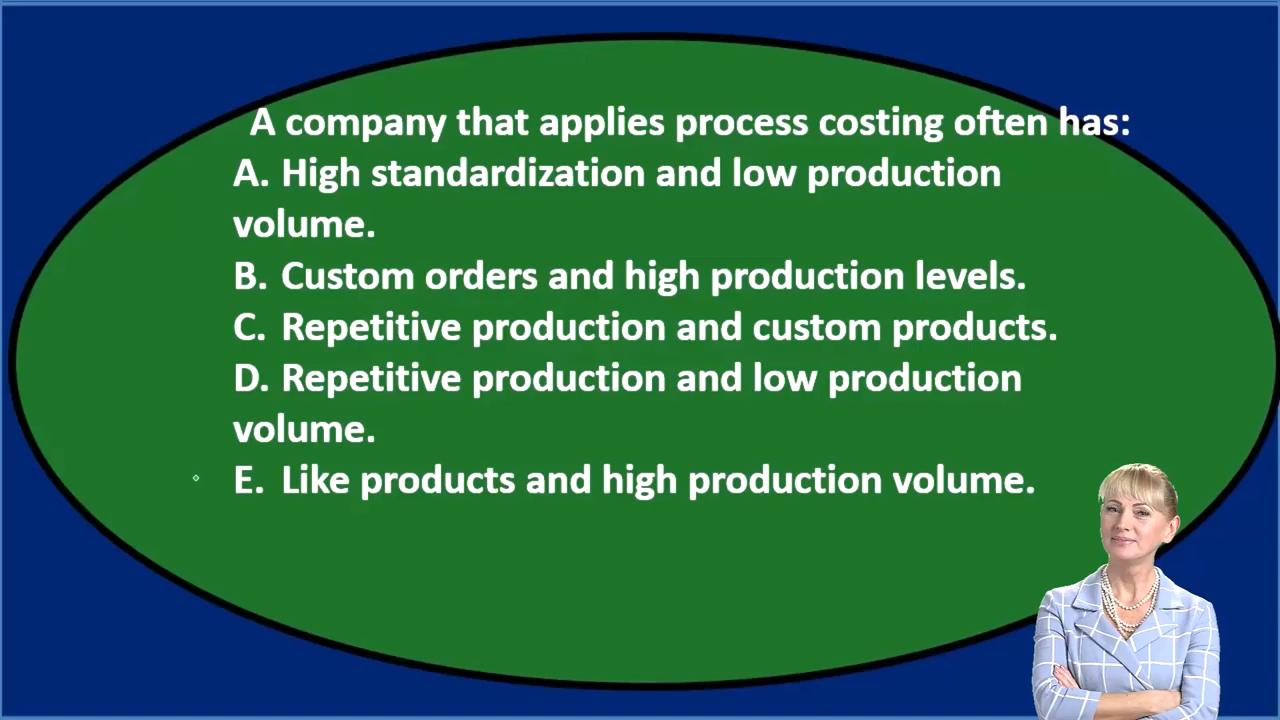 A company that applies process costing often has:
A. High standardization and low production
volume.
B. Custom orders and high production levels.
C. Repetitive production and custom products.
D. Repetitive production and low production
volume.
E. Like products and high production volume.